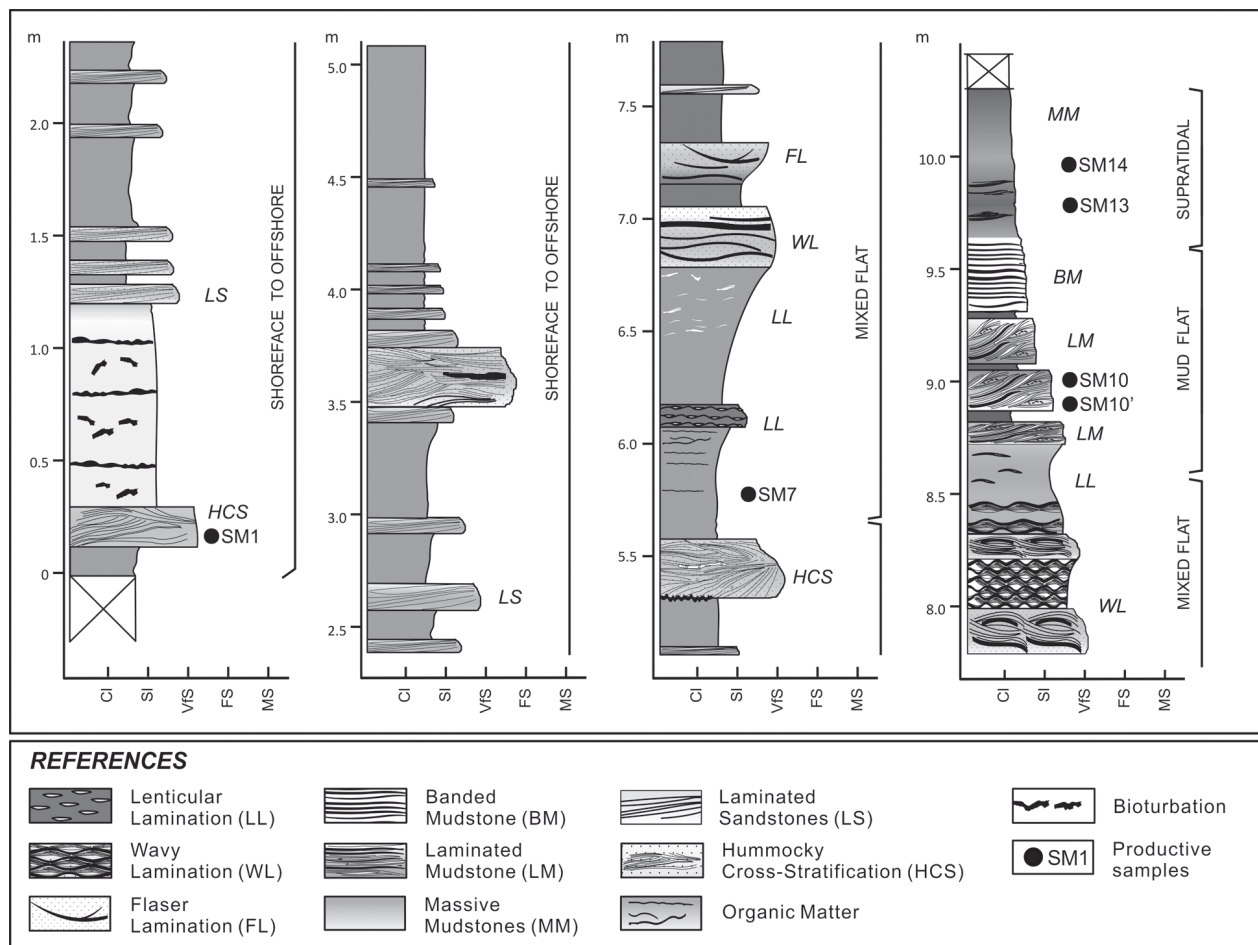 m
2.0
1.5
1.0
0.5
0
LS
HCS
SM1
SHOREFACE TO OFFSHORE
Cl
SI
VfS
FS
MS
5.0
4.5
4.0
3.5
3.0
2.5
LS
SHOREFACE TO OFFSHORE
Cl
SI
VfS
FS
MS
m
7.5
7.0
6.5
6.0
5.5
FL
WL
LL
LL
SM7
HCS
MIXED FLAT
Cl
SI
VfS
FS
MS
m
10.0
9.5
9.0
8.5
8.0
MM
SM14
SM13
BM
LM
SM10
SM10'
LM
LL
WL
SUPRATIDAL
MUD FLAT
MIXED FLAT
Cl
SI
VfS
FS
MS
m
REFERENCES
Lenticular
Lamination (LL)
Wavy
Lamination (WL)
Flaser
Lamination (FL)
Banded
Mudstone (BM)
Laminated
Mudstone (LM)
Massive
Mudstones (MM)
Laminated
Sandstones (LS)
Hummocky
Cross-Stratification (HCS)
Organic Matter
Bioturbation
SM1
Productive
samples